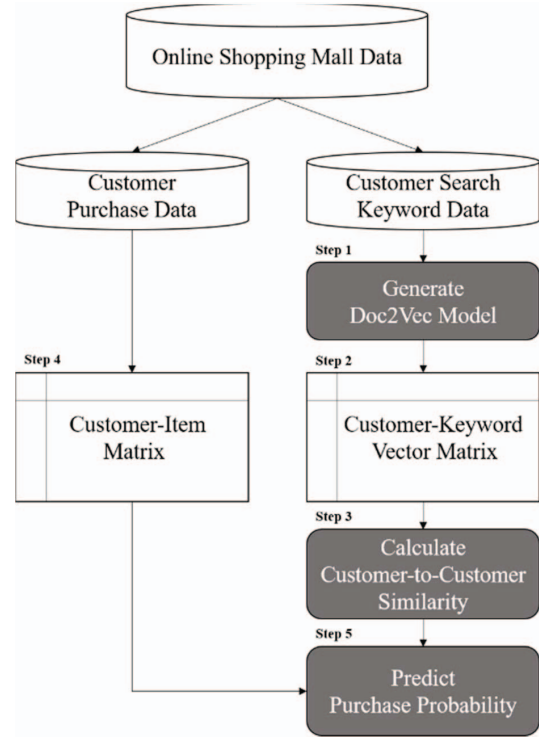 Online Shopping Mall Data
Customer
Purchase Data
Customer Search
Keyword Data
Step 1
Generate
Doc2Vec Model
Step 4
Customer-Item
Matrix
Step 2
Customer-Keyword
Vector Matrix
Step 3
Calculate
Customer-to-Customer
Similarity
Step 5
Predict
Purchase Probability